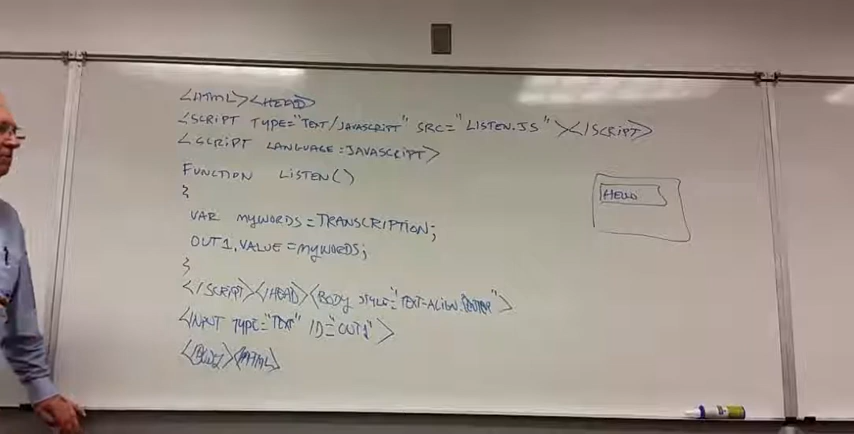 <HTML><HEAD>
<SCRIPT TYPE="TEXT/JAVASCRIPT" SRC="LISTEN.JS"></SCRIPT>
<SCRIPT LANGUAGE=JAVASCRIPT>
FUNCTION LISTEN()
{
VAR MYWORDS=TRANSCRIPTION;
OUT1.VALUE=MYWORDS;
}
</SCRIPT></HEAD><BODY STYLE="TEXT-ALIGN:CENTER">
<INPUT TYPE="TEXT" ID="OUT1">
</BODY></HTML>
HELLO